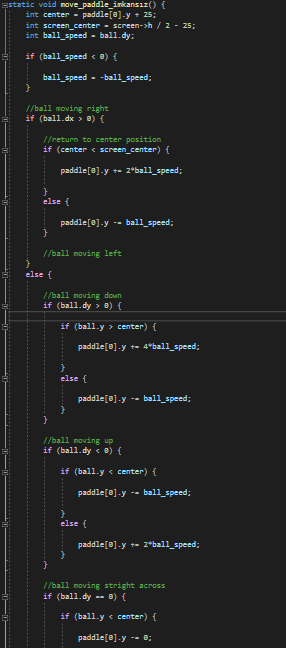 static void move_paddle_imkansız() {
int center = paddle[0].y + 25;
int screen_center = screen->h / 2 - 25;
int ball_speed = ball.dy;
if (ball_speed < 0) {
ball_speed = -ball_speed;
}
//ball moving right
if (ball.dx > 0) {
//return to center position
if (center < screen_center) {
paddle[0].y += 2*ball_speed;
}
else {
paddle[0].y -= ball_speed;
}
//ball moving left
}
else {
//ball moving down
if (ball.dy > 0) {
if (ball.y > center) {
paddle[0].y += 4*ball_speed;
}
else {
paddle[0].y -= ball_speed;
}
}
//ball moving up
if (ball.dy < 0) {
if (ball.y < center) {
paddle[0].y -= ball_speed;
}
else {
paddle[0].y += 2*ball_speed;
}
}
//ball moving stright across
if (ball.dy == 0) {
if (ball.y < center) {
paddle[0].y -= 0;